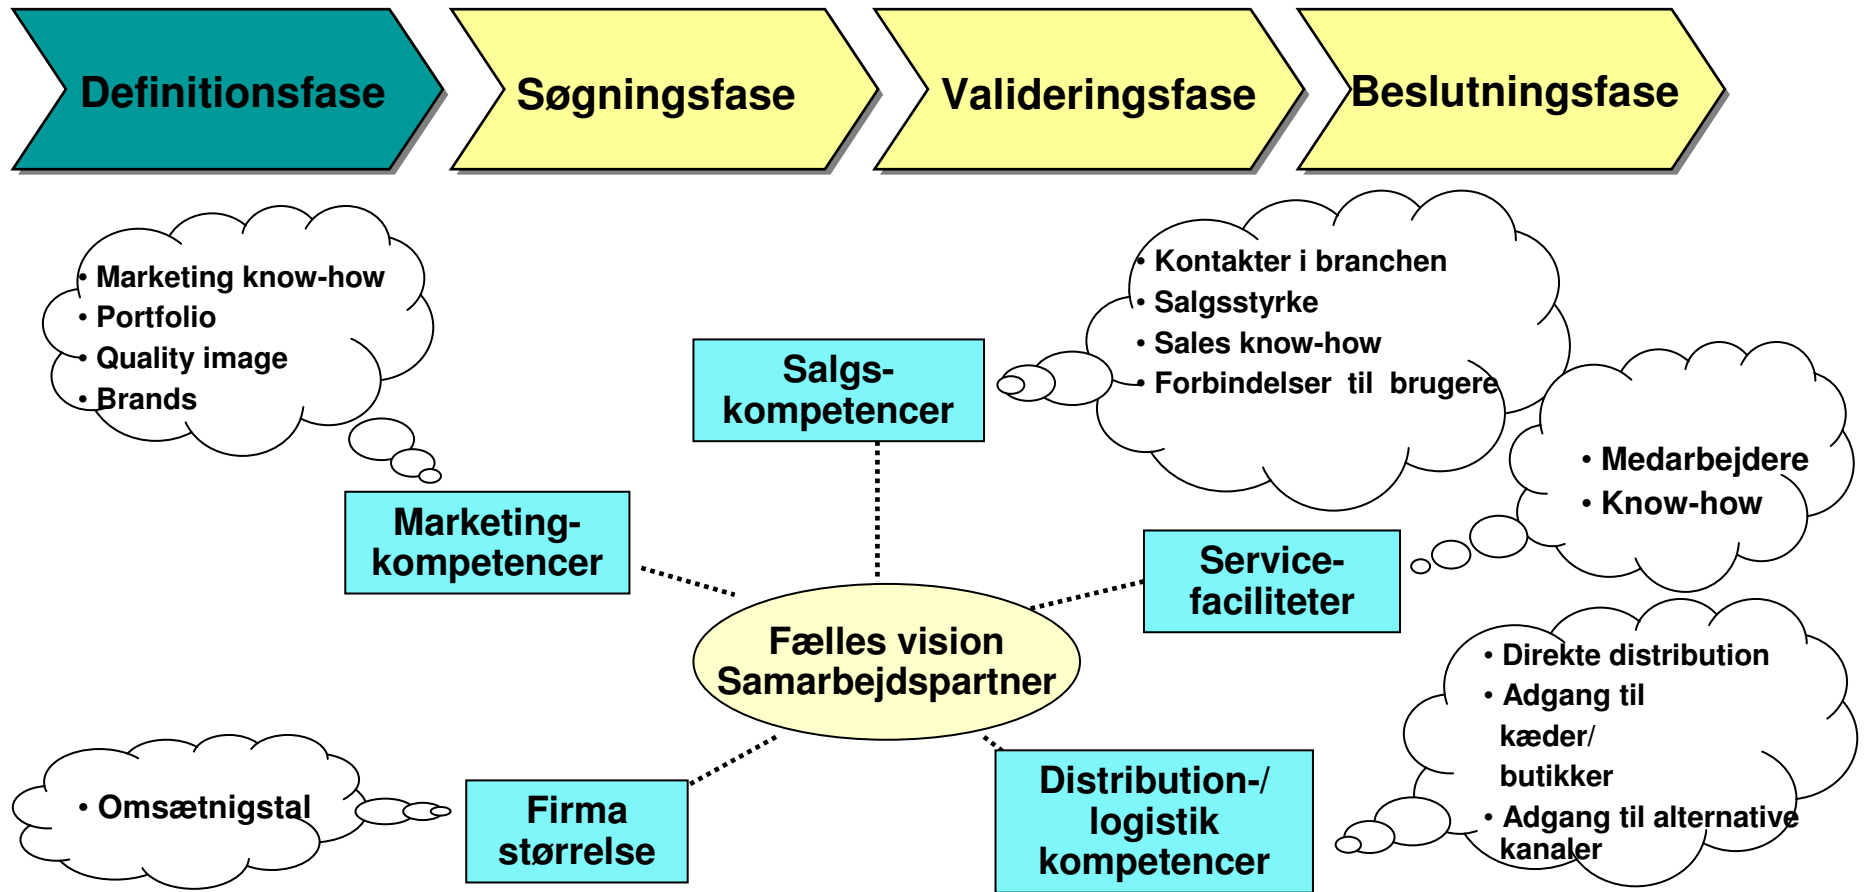 Definitionsfase
Søgningsfase
Valideringsfase
Beslutningsfase
• Marketing know-how
• Portfolio
• Quality image
• Brands
• Kontakter i branchen
• Salgsstyrke
• Sales know-how
• Forbindelser til brugere
Salgs-
kompetencer
• Medarbejdere
• Know-how
Marketing-
kompetencer
Service-
faciliteter
Fælles vision
Samarbejdspartner
• Direkte distribution
• Adgang til
kæder/
butikker
• Adgang til alternative
kanaler
• Omsætnigstal
Firma
størrelse
Distribution-/
logistik
kompetencer